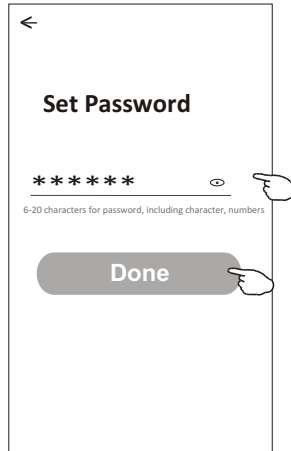 Set Password
******
6-20 characters for password, including character, numbers
Done